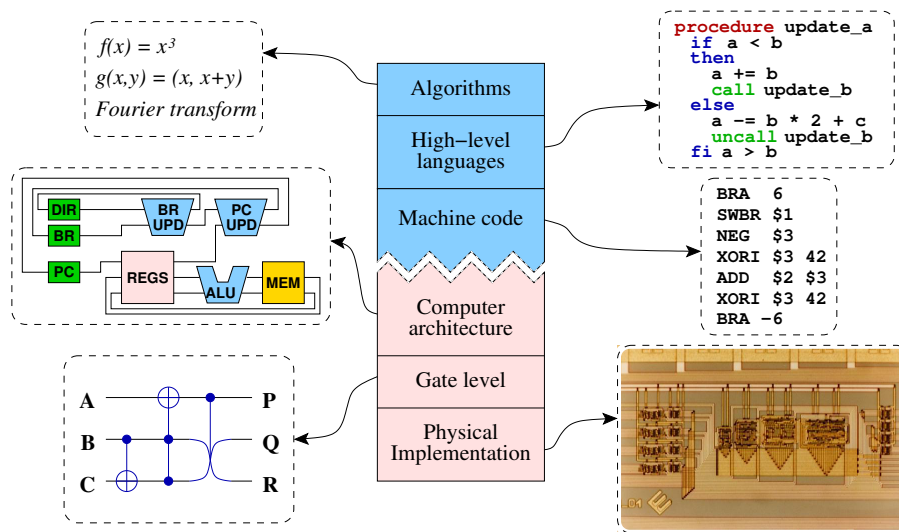 f(x) = x³
g(x,y) = (x, x+y)
Fourier transform
Algorithms
High–level
languages
Machine code
Computer
architecture
Gate level
Physical
Implementation
procedure update_a
if a < b
then
a += b
call update_b
else
a −= b * 2 + c
uncall update_b
fi a > b
DIR
BR
PC
BR
UPD
PC
UPD
REGS
ALU
MEM
BRA 6
SWBR $1
NEG $3
XORI $3 42
ADD $2 $3
XORI $3 42
BRA −6
A
B
C
P
Q
R